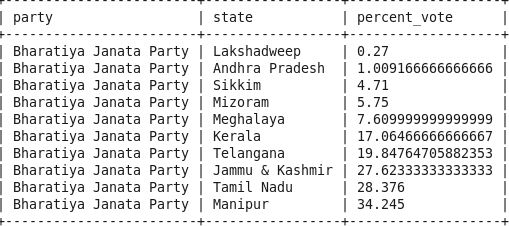 | party | state | percent_vote |
| Bharatiya Janata Party | Lakshadweep | 0.27 |
| Bharatiya Janata Party | Andhra Pradesh | 1.009166666666666 |
| Bharatiya Janata Party | Sikkim | 4.71 |
| Bharatiya Janata Party | Mizoram | 5.75 |
| Bharatiya Janata Party | Meghalaya | 7.609999999999999 |
| Bharatiya Janata Party | Kerala | 17.06466666666667 |
| Bharatiya Janata Party | Telangana | 19.84764705882353 |
| Bharatiya Janata Party | Jammu & Kashmir | 27.62333333333333 |
| Bharatiya Janata Party | Tamil Nadu | 28.376 |
| Bharatiya Janata Party | Manipur | 34.245 |